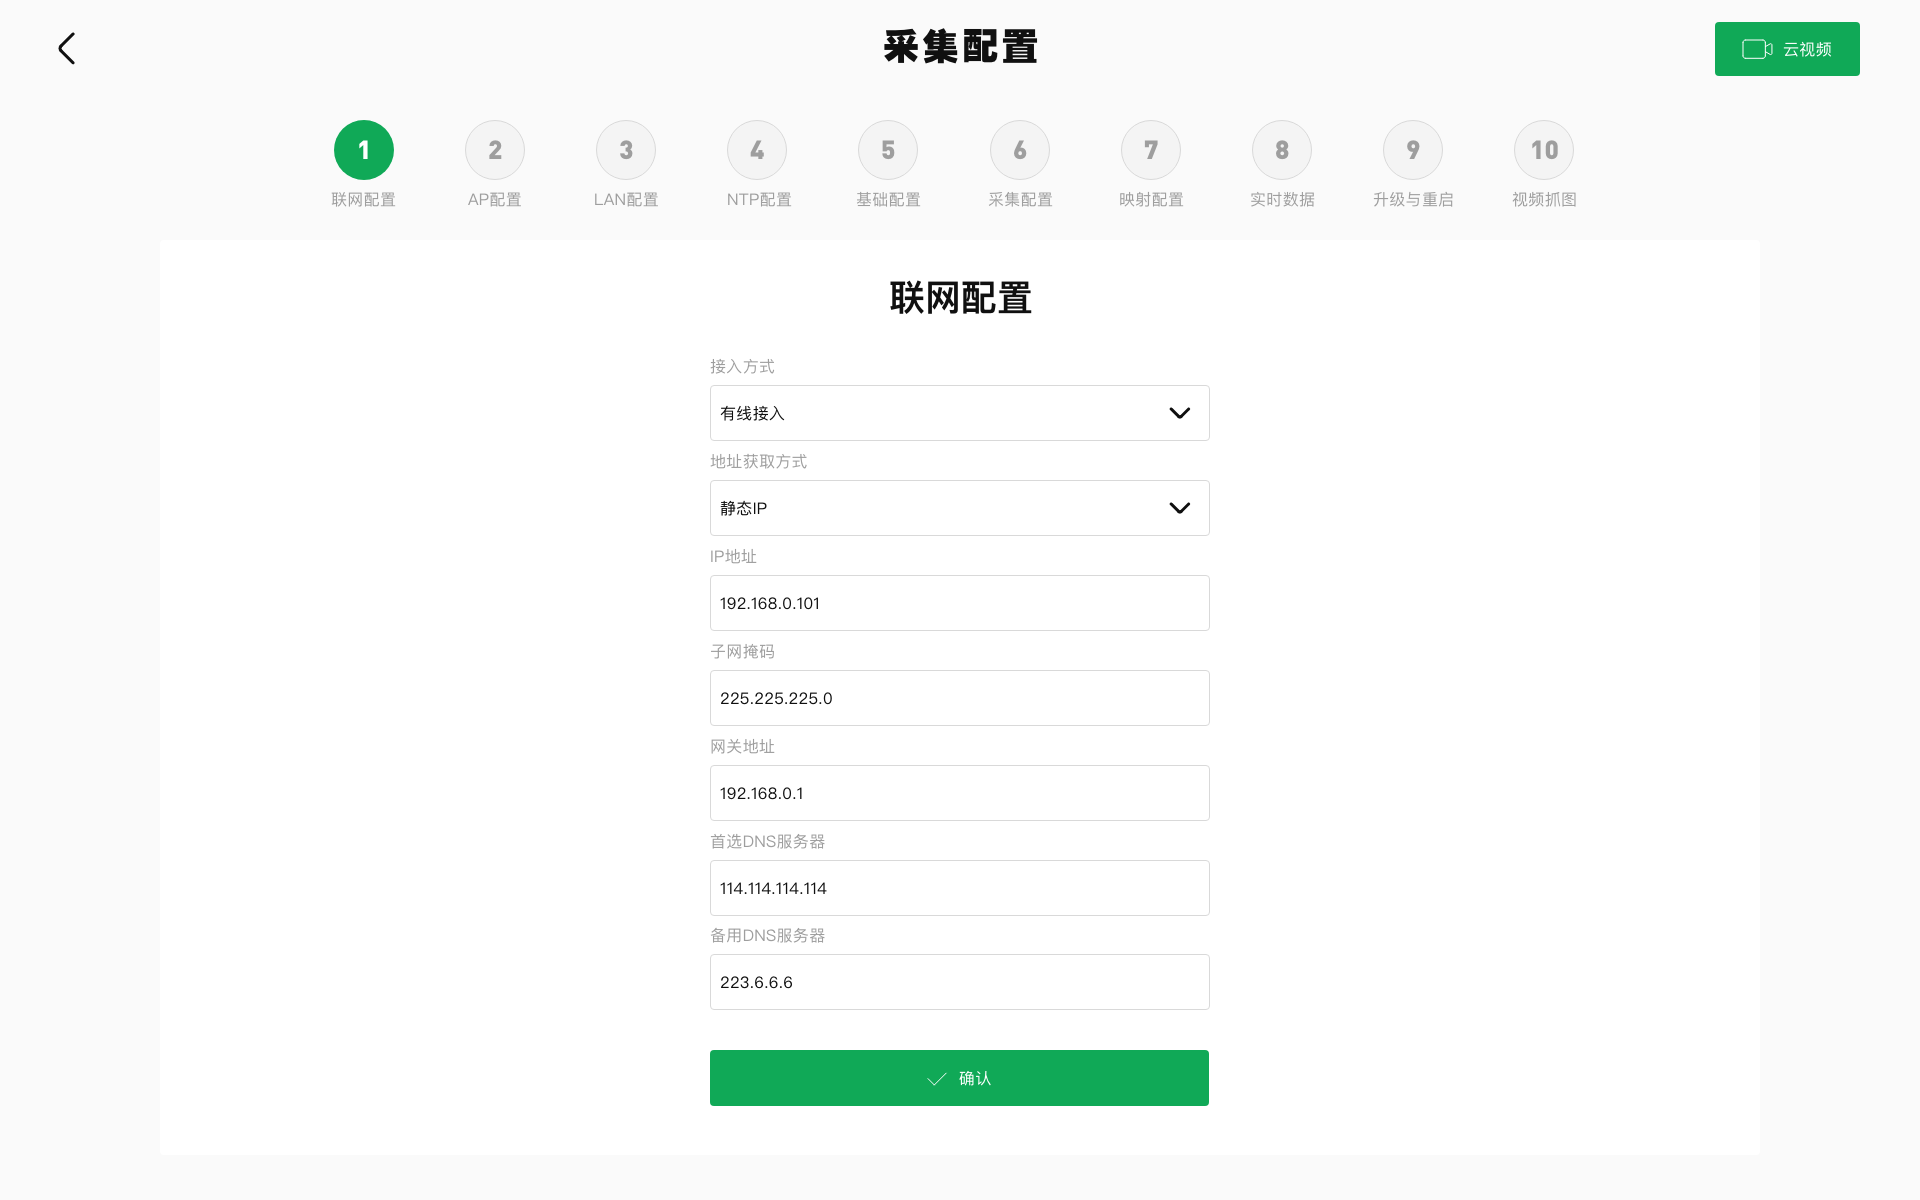 采集配置
云视频
1 2 3 4 5 6 7 8 9 10
联网配置 AP配置 LAN配置 NTP配置 基础配置 采集配置 映射配置 实时数据 升级与重启 视频抓图
联网配置
接入方式
有线接入
地址获取方式
静态IP
IP地址
192.168.0.101
子网掩码
225.225.225.0
网关地址
192.168.0.1
首选DNS服务器
114.114.114.114
备用DNS服务器
223.6.6.6
确认